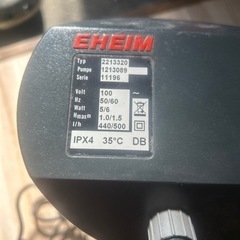 EHEIM
Typ 2213320
Pumpe 1213089
Serie 11196
Volt 100 ~
Hz 50/60
Watt 5/6
Hmax 1.0/1.5
l/h 440/500
IPX4 35°C DB